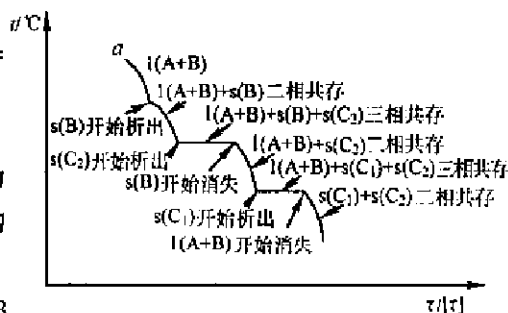 t/℃
a
l(A+B)
l(A+B)+s(B)二相共存
l(A+B)+s(B)+s(C₂)三相共存
s(B)开始析出
l(A+B)+s(C₂)二相共存
s(C₂)开始析出
l(A+B)+s(C₁)+s(C₂)三相共存
s(B)开始消失
s(C₁)+s(C₂)二相共存
s(C₁)开始析出
l(A+B)开始消失
τ/[τ]